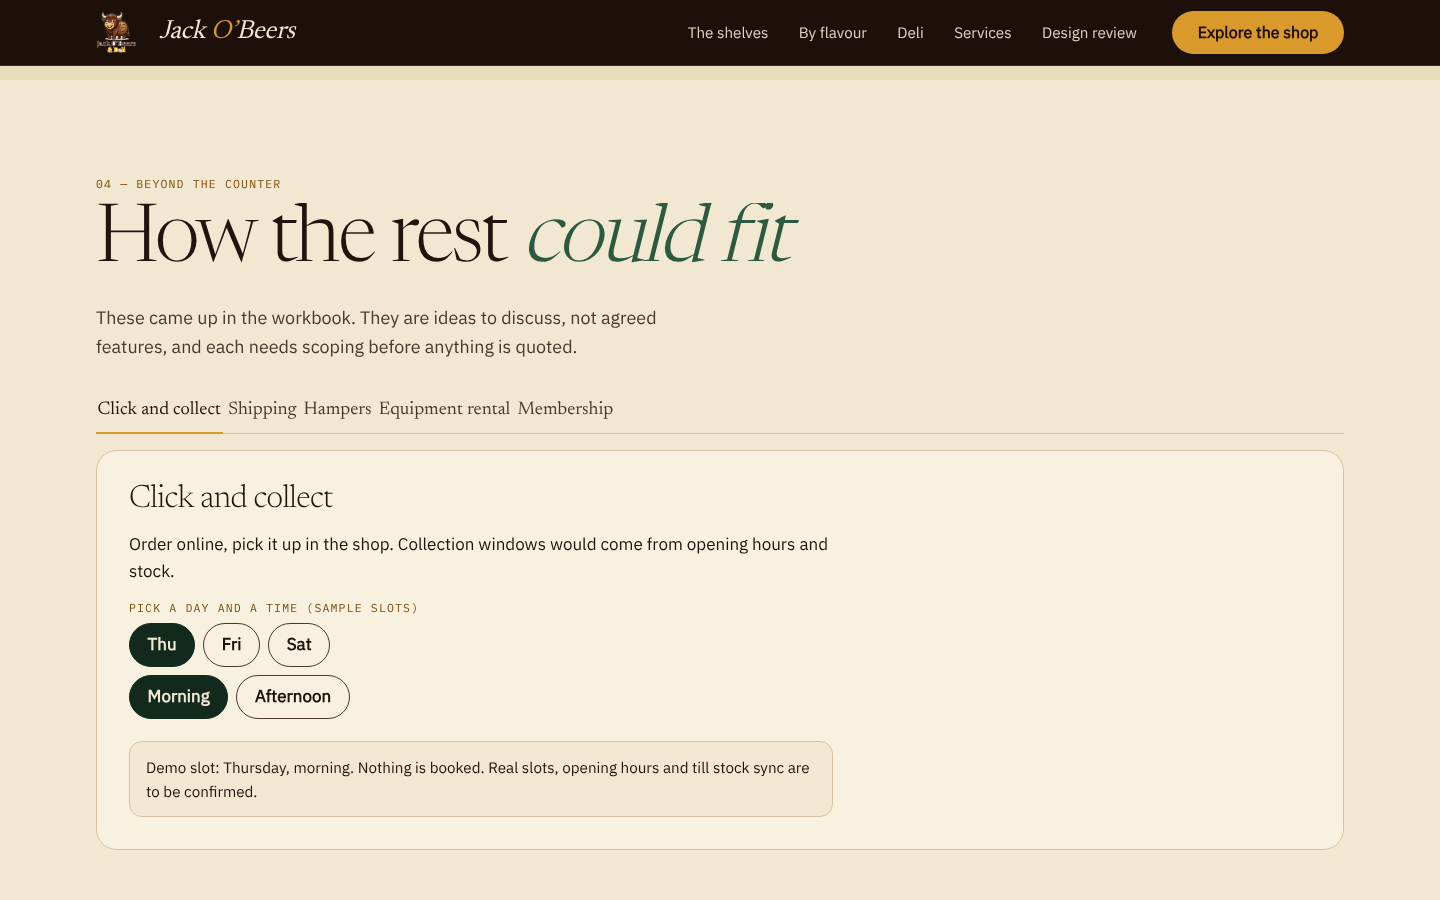 Jack O'Beers
Jack O’Beers
The shelves
By flavour
Deli
Services
Design review
Explore the shop
04 — BEYOND THE COUNTER
How the rest could fit
These came up in the workbook. They are ideas to discuss, not agreed
features, and each needs scoping before anything is quoted.
Click and collect
Shipping
Hampers
Equipment rental
Membership
Click and collect
Order online, pick it up in the shop. Collection windows would come from opening hours and
stock.
PICK A DAY AND A TIME (SAMPLE SLOTS)
Thu
Fri
Sat
Morning
Afternoon
Demo slot: Thursday, morning. Nothing is booked. Real slots, opening hours and till stock sync are
to be confirmed.